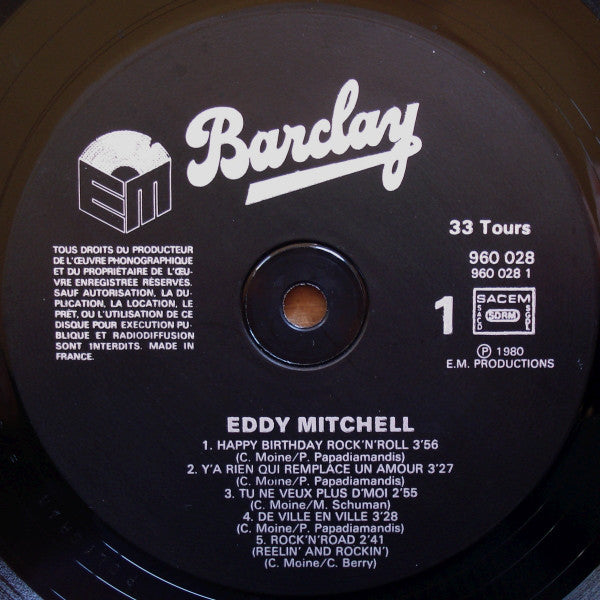 Barclay
EM
33 Tours
960 028
960 028 1
1
SACEM
SACD
SDRM
SCGL
℗ 1980
E.M. PRODUCTIONS
TOUS DROITS DU PRODUCTEUR
DE L'ŒUVRE PHONOGRAPHIQUE
ET DU PROPRIÉTAIRE DE L'ŒU-
VRE ENREGISTRÉE RÉSERVÉS.
SAUF AUTORISATION, LA DU-
PLICATION, LA LOCATION, LE
PRÊT, OU L'UTILISATION DE CE
DISQUE POUR EXECUTION PU-
BLIQUE ET RADIODIFFUSION
SONT INTERDITS. MADE IN
FRANCE.
EDDY MITCHELL
1. HAPPY BIRTHDAY ROCK'N'ROLL 3'56
(C. Moine/P. Papadiamandis)
2. Y'A RIEN QUI REMPLACE UN AMOUR 3'27
(C. Moine/P. Papadiamandis)
3. TU NE VEUX PLUS D'MOI 2'55
(C. Moine/M. Schuman)
4. DE VILLE EN VILLE 3'28
(C. Moine/P. Papadiamandis)
5. ROCK'N'ROAD 2'41
(REELIN' AND ROCKIN')
(C. Moine/C. Berry)